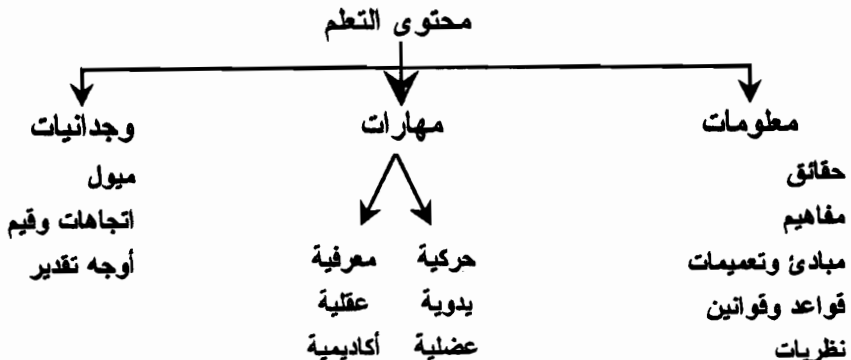 محتوى التعلم
معلومات
حقائق
مفاهيم
مبادئ وتعميمات
قواعد وقوانين
نظريات
مهارات
حركية معرفية
يدوية عقلية
عضلية أكاديمية
وجدانيات
ميول
اتجاهات وقيم
أوجه تقدير